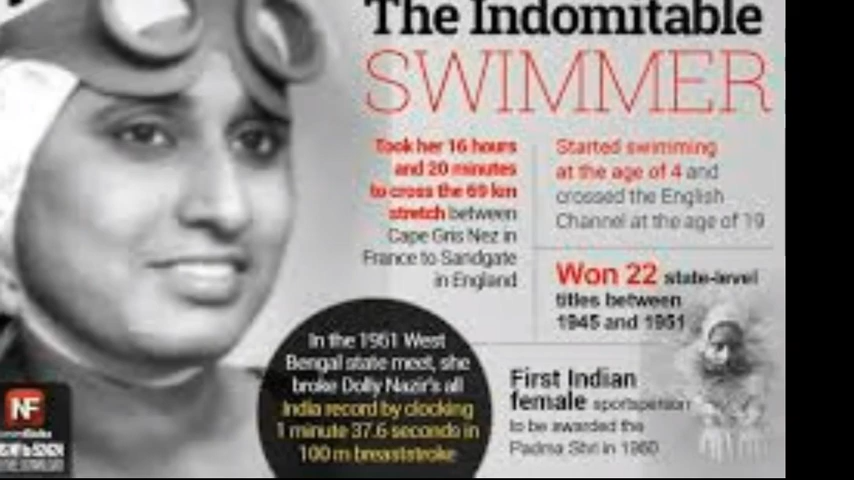 The Indomitable
SWIMMER
Took her 16 hours
and 20 minutes
to cross the 69 km
stretch between
Cape Gris Nez in
France to Sandgate
in England
Started swimming
at the age of 4 and
crossed the English
Channel at the age of 19
Won 22 state-level
titles between
1945 and 1951
In the 1951 West
Bengal state meet, she
broke Dolly Nazir's all
India record by clocking
1 minute 37.6 seconds in
100 m breaststroke
First Indian
female sportsperson
to be awarded the
Padma Shri in 1960
NF